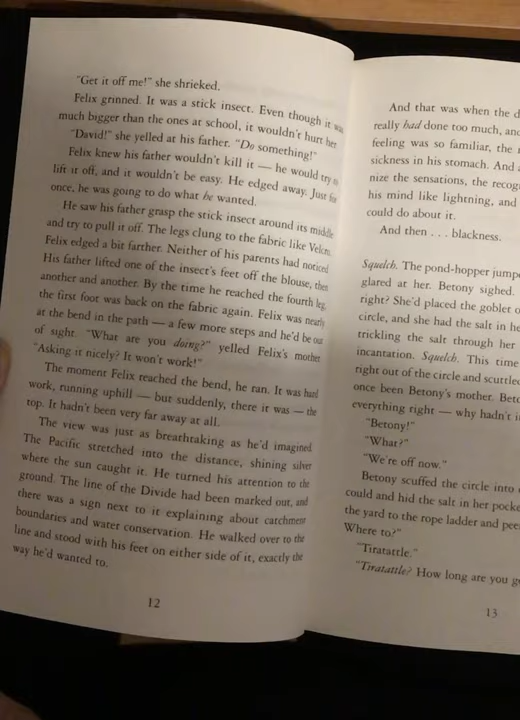 "Get it off me!" she shrieked.
Felix grinned. It was a stick insect. Even though it was
much bigger than the ones at school, it wouldn't hurt her.
"David!" she yelled at his father. "Do something!"
Felix knew his father wouldn't kill it — he would try to
lift it off, and it wouldn't be easy. He edged away. Just for
once, he was going to do what he wanted.
He saw his father grasp the stick insect around its middle
and try to pull it off. The legs clung to the fabric like Velcro.
Felix edged a bit farther. Neither of his parents had noticed.
His father lifted one of the insect's feet off the blouse, then
another and another. By the time he reached the fourth leg,
the first foot was back on the fabric again. Felix was nearly
at the bend in the path — a few more steps and he'd be out
of sight. "What are you doing?" yelled Felix's mother
"Asking it nicely? It won't work!"
The moment Felix reached the bend, he ran. It was hard
work, running uphill — but suddenly, there it was — the
top. It hadn't been very far away at all.
The view was just as breathtaking as he'd imagined.
The Pacific stretched into the distance, shining silver
where the sun caught it. He turned his attention to the
ground. The line of the Divide had been marked out, and
there was a sign next to it explaining about catchment
boundaries and water conservation. He walked over to the
line and stood with his feet on either side of it, exactly the
way he'd wanted to.
12
And that was when the
really had done too much, and
feeling was so familiar, the
sickness in his stomach. And
nize the sensations, the
his mind like lightning, and
could do about it.
And then . . . blackness.
Squelch. The pond-hopper
glared at her. Betony sighed.
right? She'd placed the goblet
circle, and she had the salt in
trickling the salt through her
incantation. Squelch. This time
right out of the circle and
once been Betony's mother.
everything right — why hadn't
"Betony!"
"What?"
"We're off now."
Betony scuffed the circle into
could and hid the salt in her
the yard to the rope ladder and
Where to?"
"Tiratattle."
"Tiratattle? How long are you
13